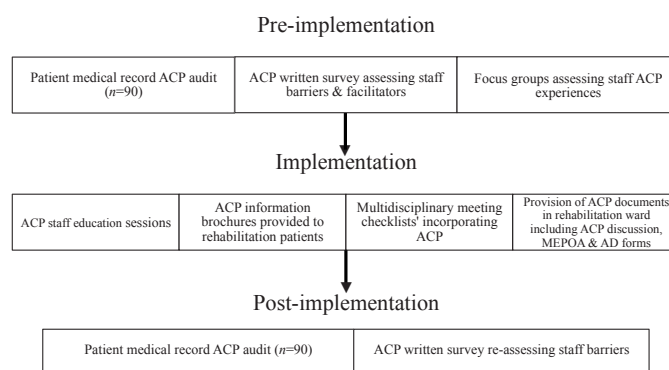 Pre-implementation
Patient medical record ACP audit
(n=90)
ACP written survey assessing staff
barriers & facilitators
Focus groups assessing staff ACP
experiences
Implementation
ACP staff education sessions
ACP information
brochures provided to
rehabilitation patients
Multidisciplinary meeting
checklists' incorporating
ACP
Provision of ACP documents
in rehabilitation ward
including ACP discussion,
MEPOA & AD forms
Post-implementation
Patient medical record ACP audit (n=90)
ACP written survey re-assessing staff barriers